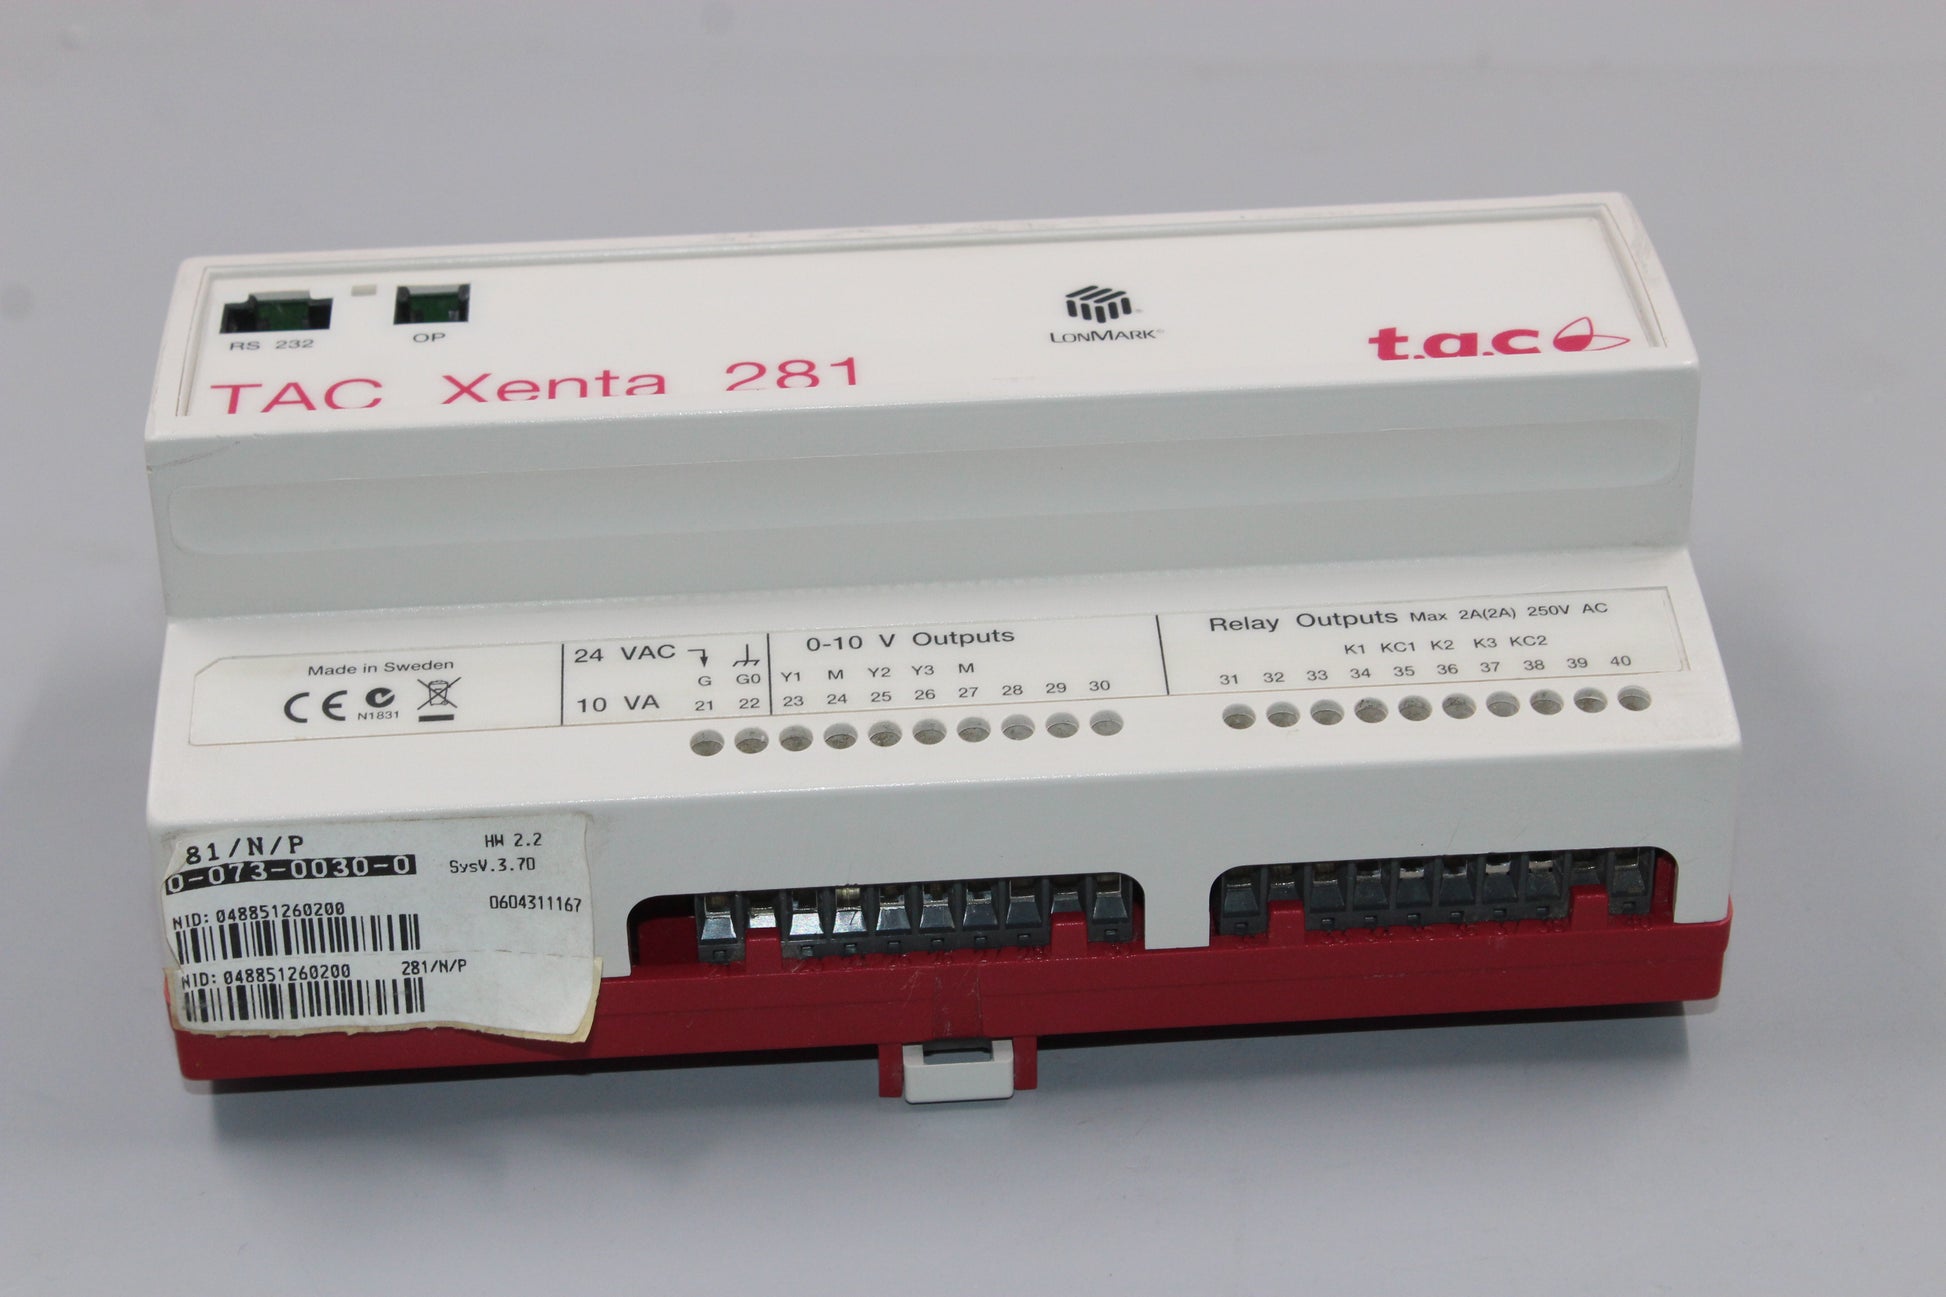 RS 232
OP
TAC Xenta 281
LONMARK®
t.a.c
Made in Sweden
CE
N1831
24 VAC
10 VA
G G0
21 22
0-10 V Outputs
Y1 M Y2 Y3 M
23 24 25 26 27 28 29 30
Relay Outputs Max 2A(2A) 250V AC
K1 KC1 K2 K3 KC2
31 32 33 34 35 36 37 38 39 40
81/N/P
HW 2.2
0-073-0030-0
SysV.3.70
NID: 048851260200
0604311167
NID: 048851260200 281/N/P